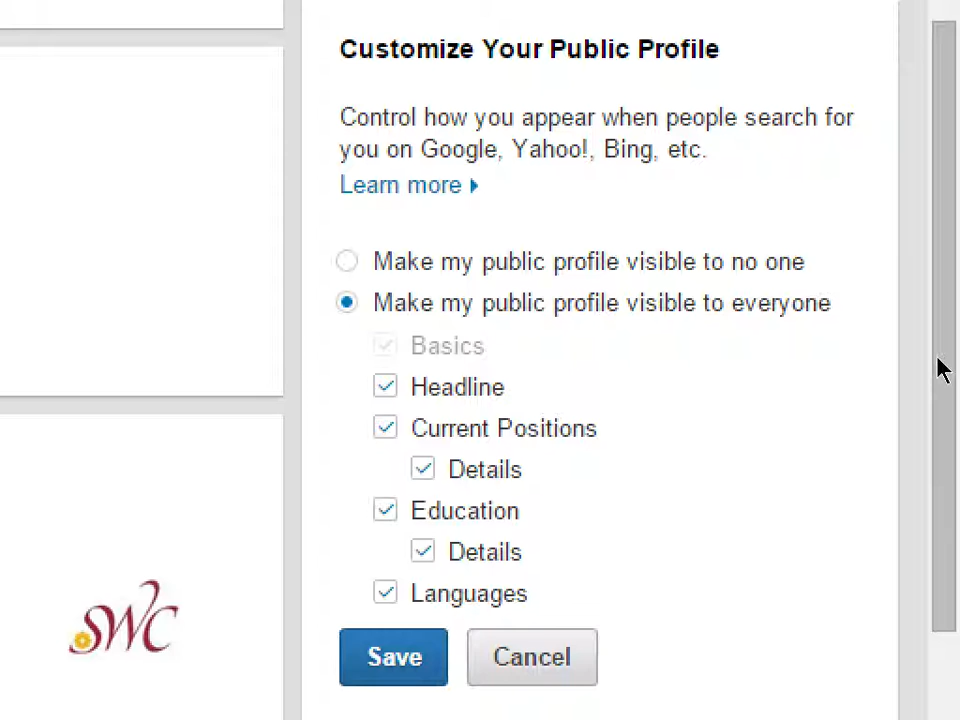 Customize Your Public Profile
Control how you appear when people search for
you on Google, Yahoo!, Bing, etc.
Learn more
Make my public profile visible to no one
Make my public profile visible to everyone
Basics
Headline
Current Positions
Details
Education
Details
Languages
SWC
Save Cancel